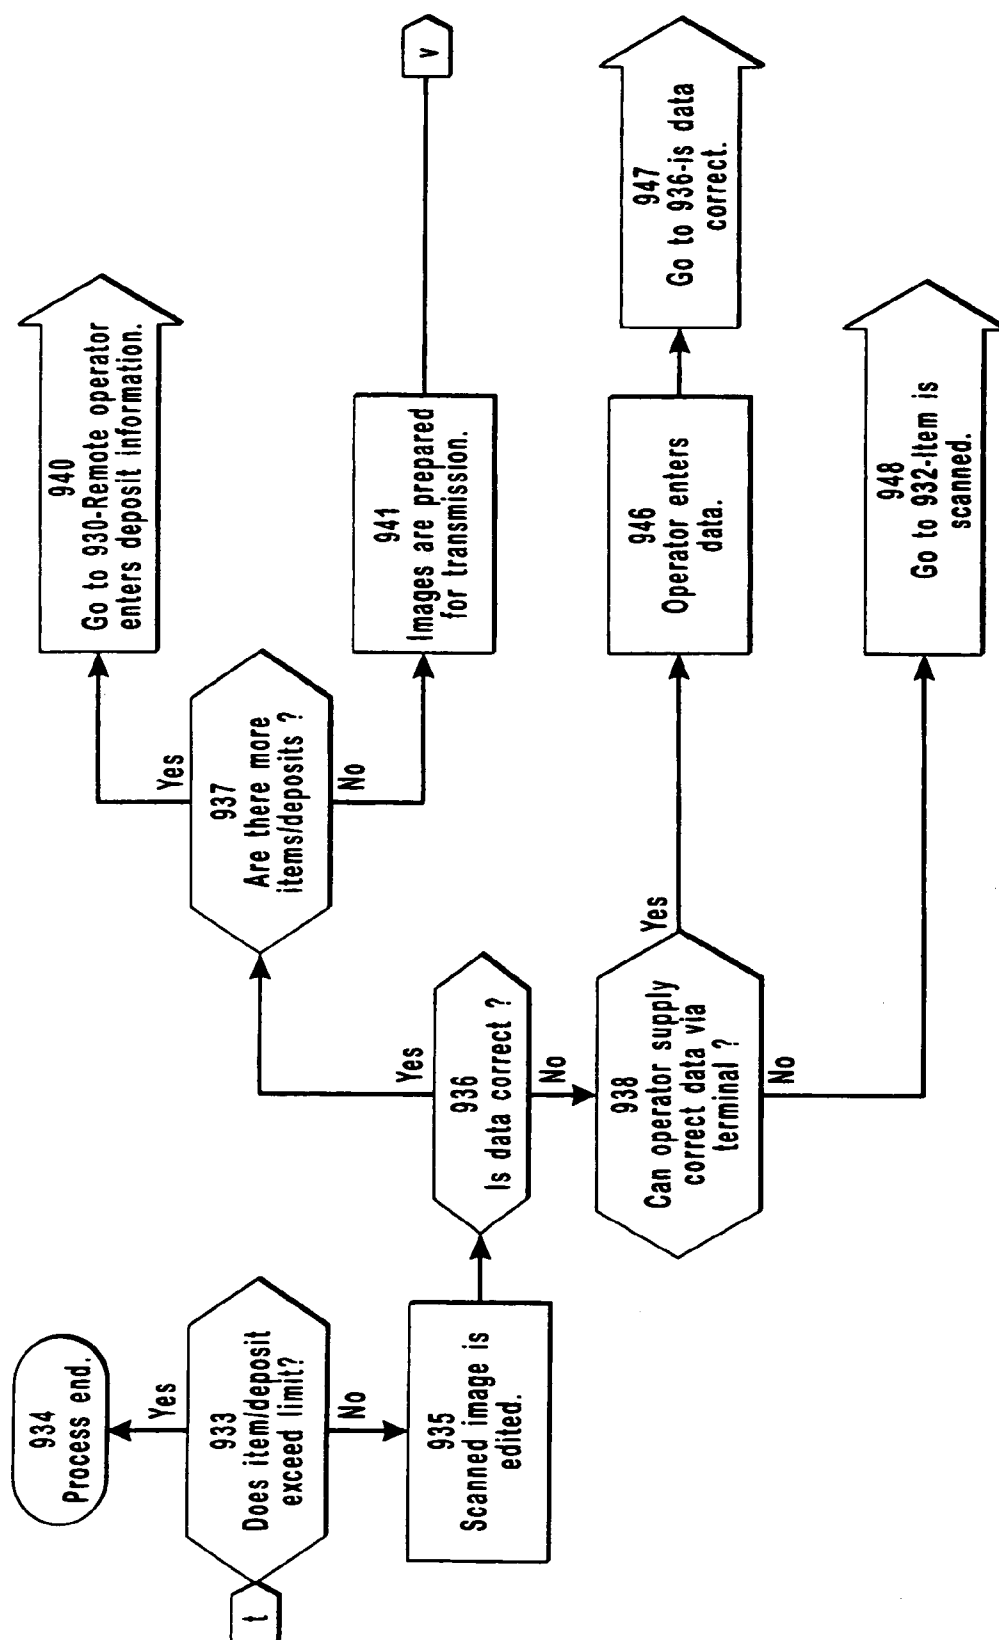 t
933
Does item/deposit
exceed limit?
Yes
934
Process end.
No
935
Scanned image is
edited.
936
Is data correct ?
Yes
937
Are there more
items/deposits ?
Yes
940
Go to 930-Remote operator
enters deposit information.
No
941
Images are prepared
for transmission.
v
No
938
Can operator supply
correct data via
terminal ?
Yes
946
Operator enters
data.
947
Go to 936-is data
correct.
No
948
Go to 932-Item is
scanned.